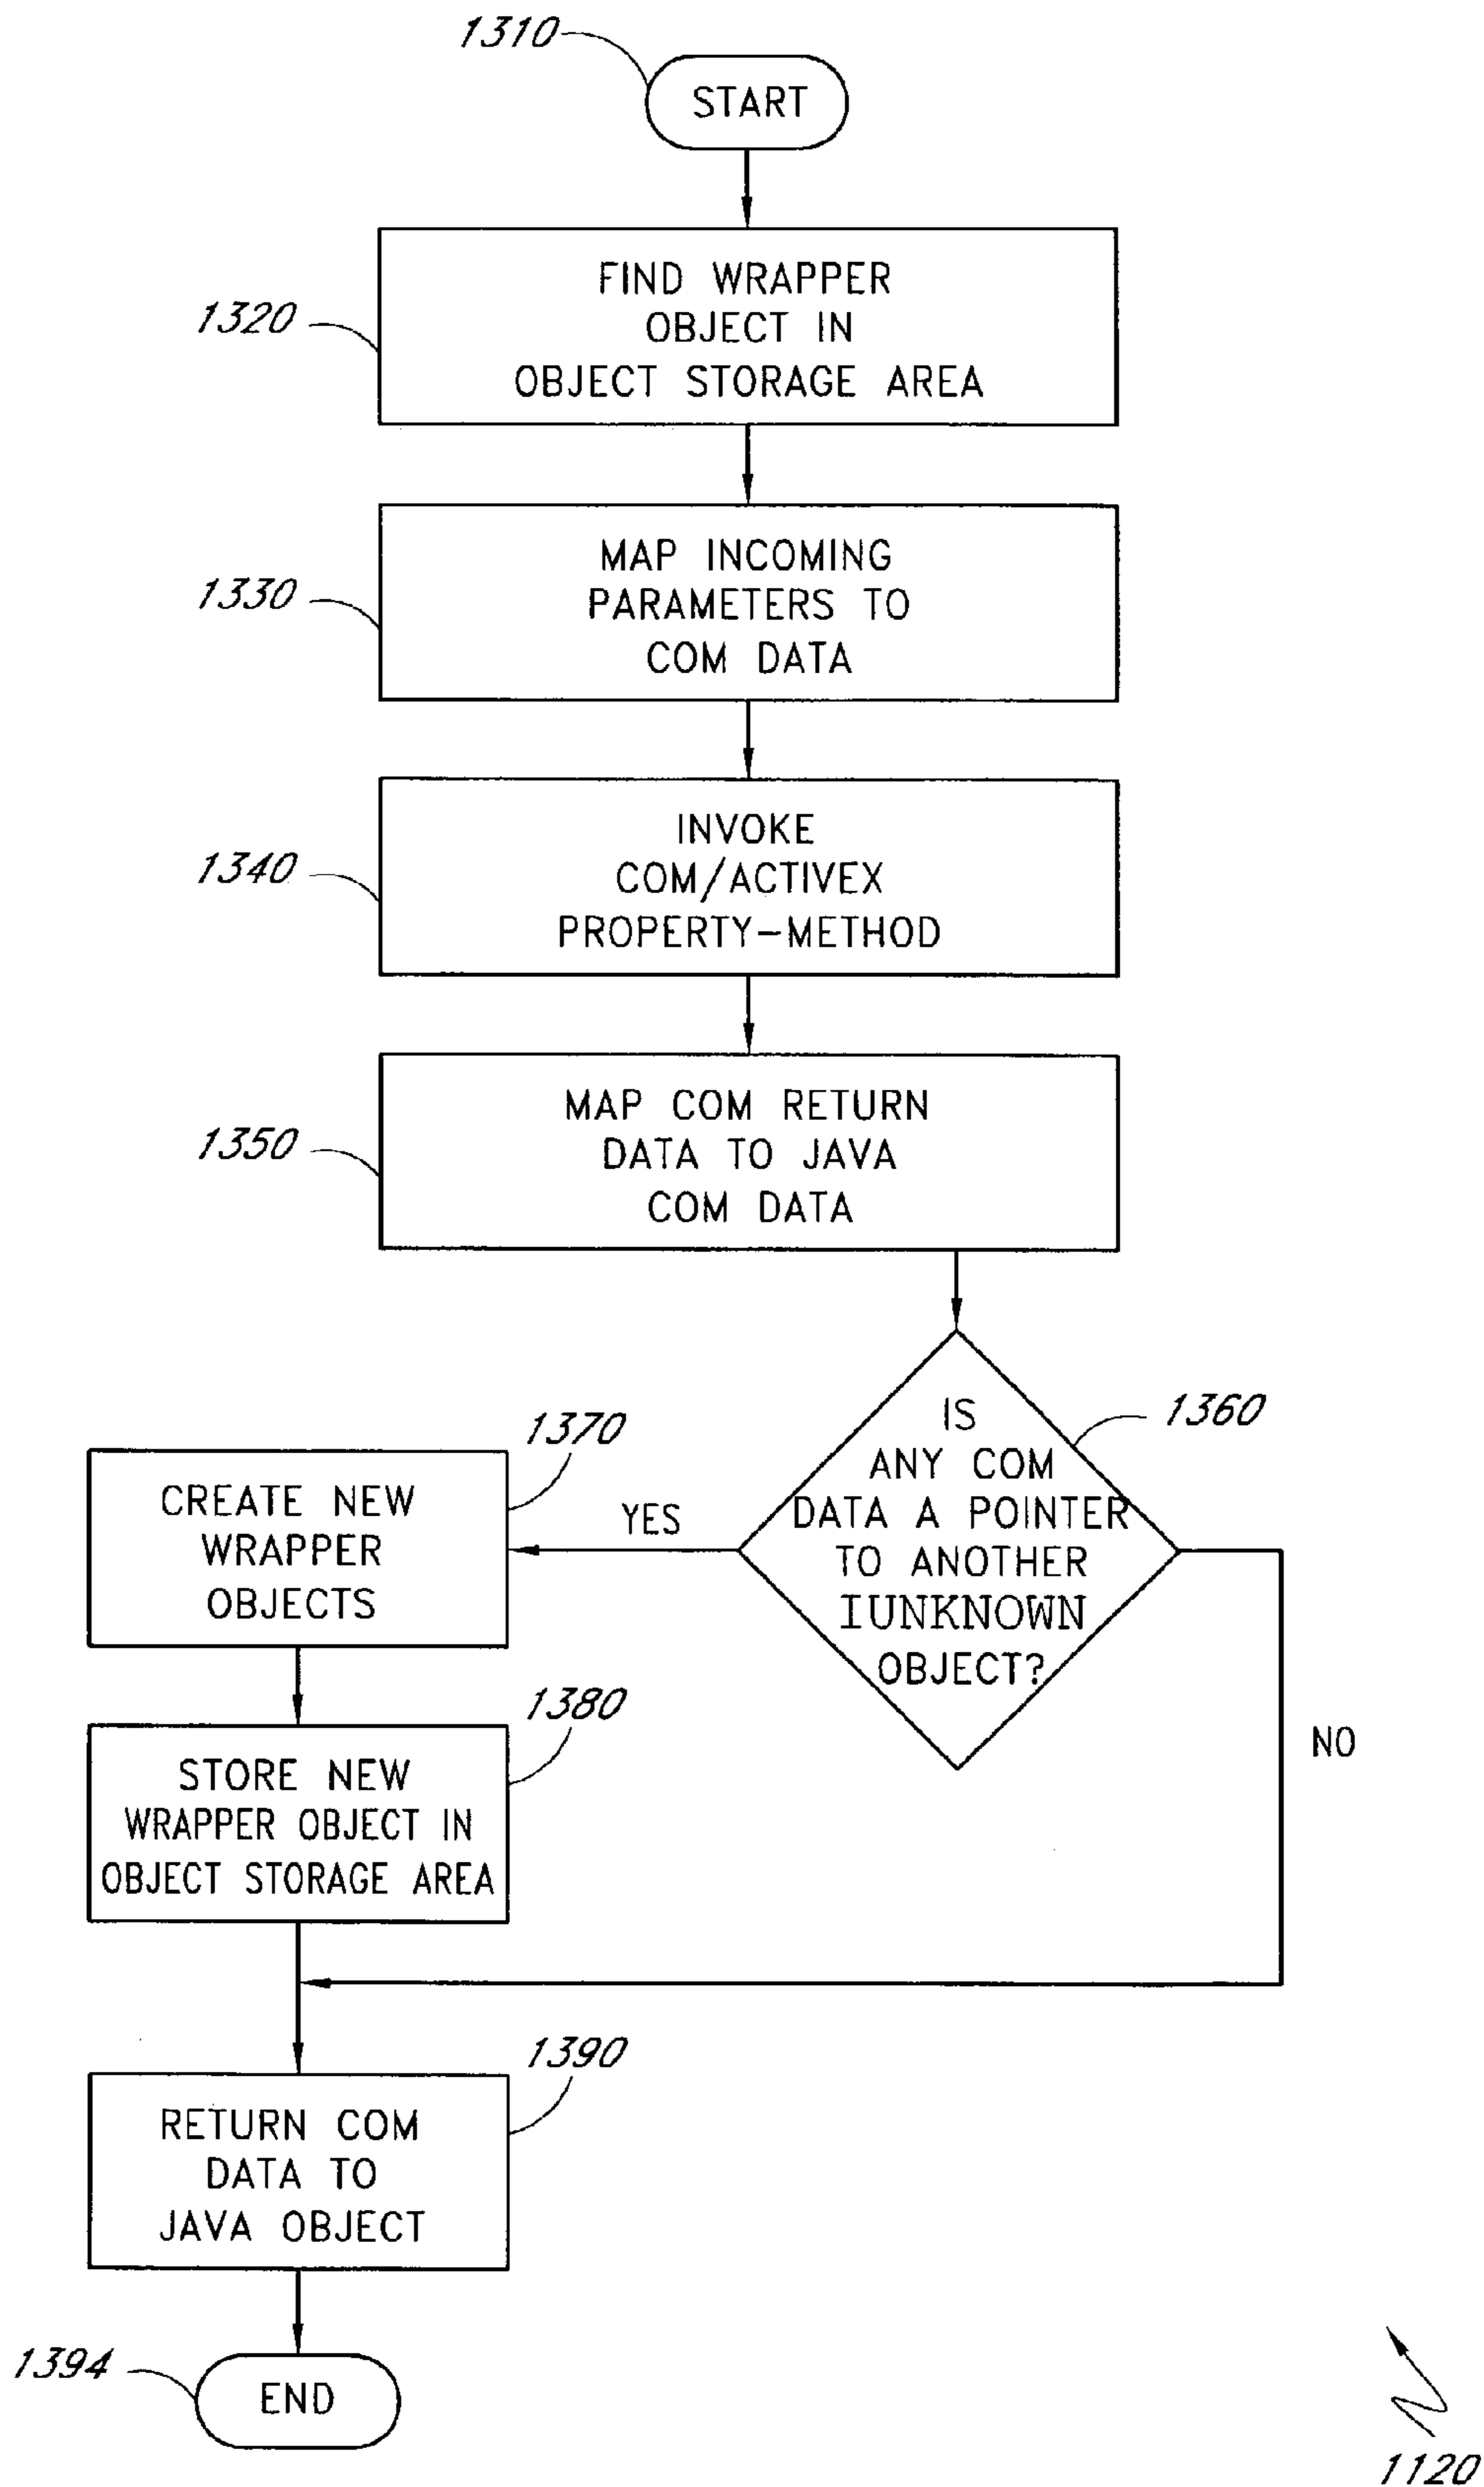 1310
START
1320
FIND WRAPPER
OBJECT IN
OBJECT STORAGE AREA
1330
MAP INCOMING
PARAMETERS TO
COM DATA
1340
INVOKE
COM/ACTIVEX
PROPERTY-METHOD
1350
MAP COM RETURN
DATA TO JAVA
COM DATA
1360
IS
ANY COM
DATA A POINTER
TO ANOTHER
IUNKNOWN
OBJECT?
YES
NO
1370
CREATE NEW
WRAPPER
OBJECTS
1380
STORE NEW
WRAPPER OBJECT IN
OBJECT STORAGE AREA
1390
RETURN COM
DATA TO
JAVA OBJECT
1394
END
1120